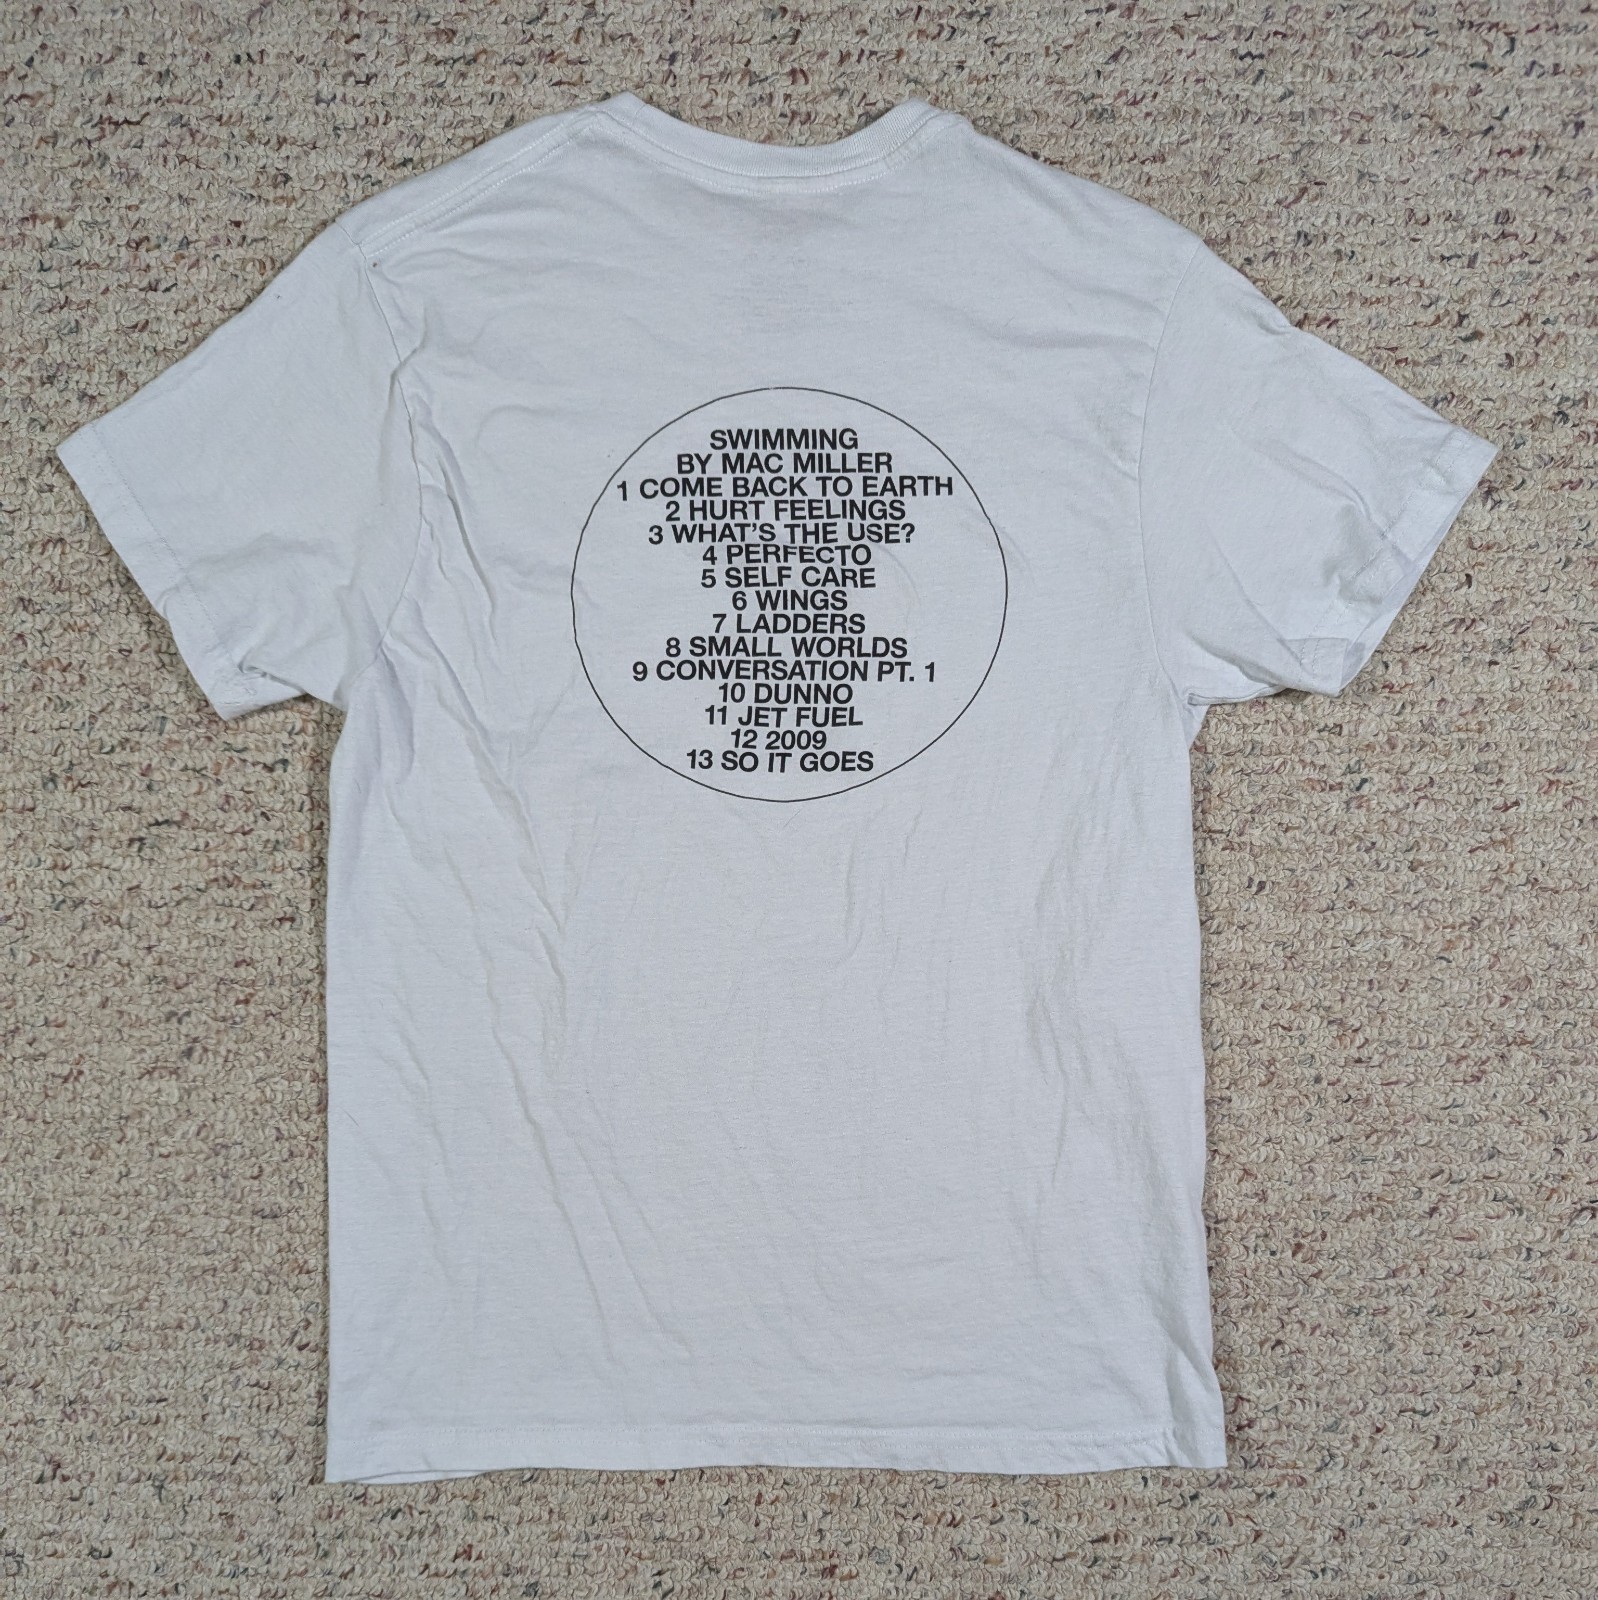 SWIMMING
BY MAC MILLER
1 COME BACK TO EARTH
2 HURT FEELINGS
3 WHAT'S THE USE?
4 PERFECTO
5 SELF CARE
6 WINGS
7 LADDERS
8 SMALL WORLDS
9 CONVERSATION PT. 1
10 DUNNO
11 JET FUEL
12 2009
13 SO IT GOES